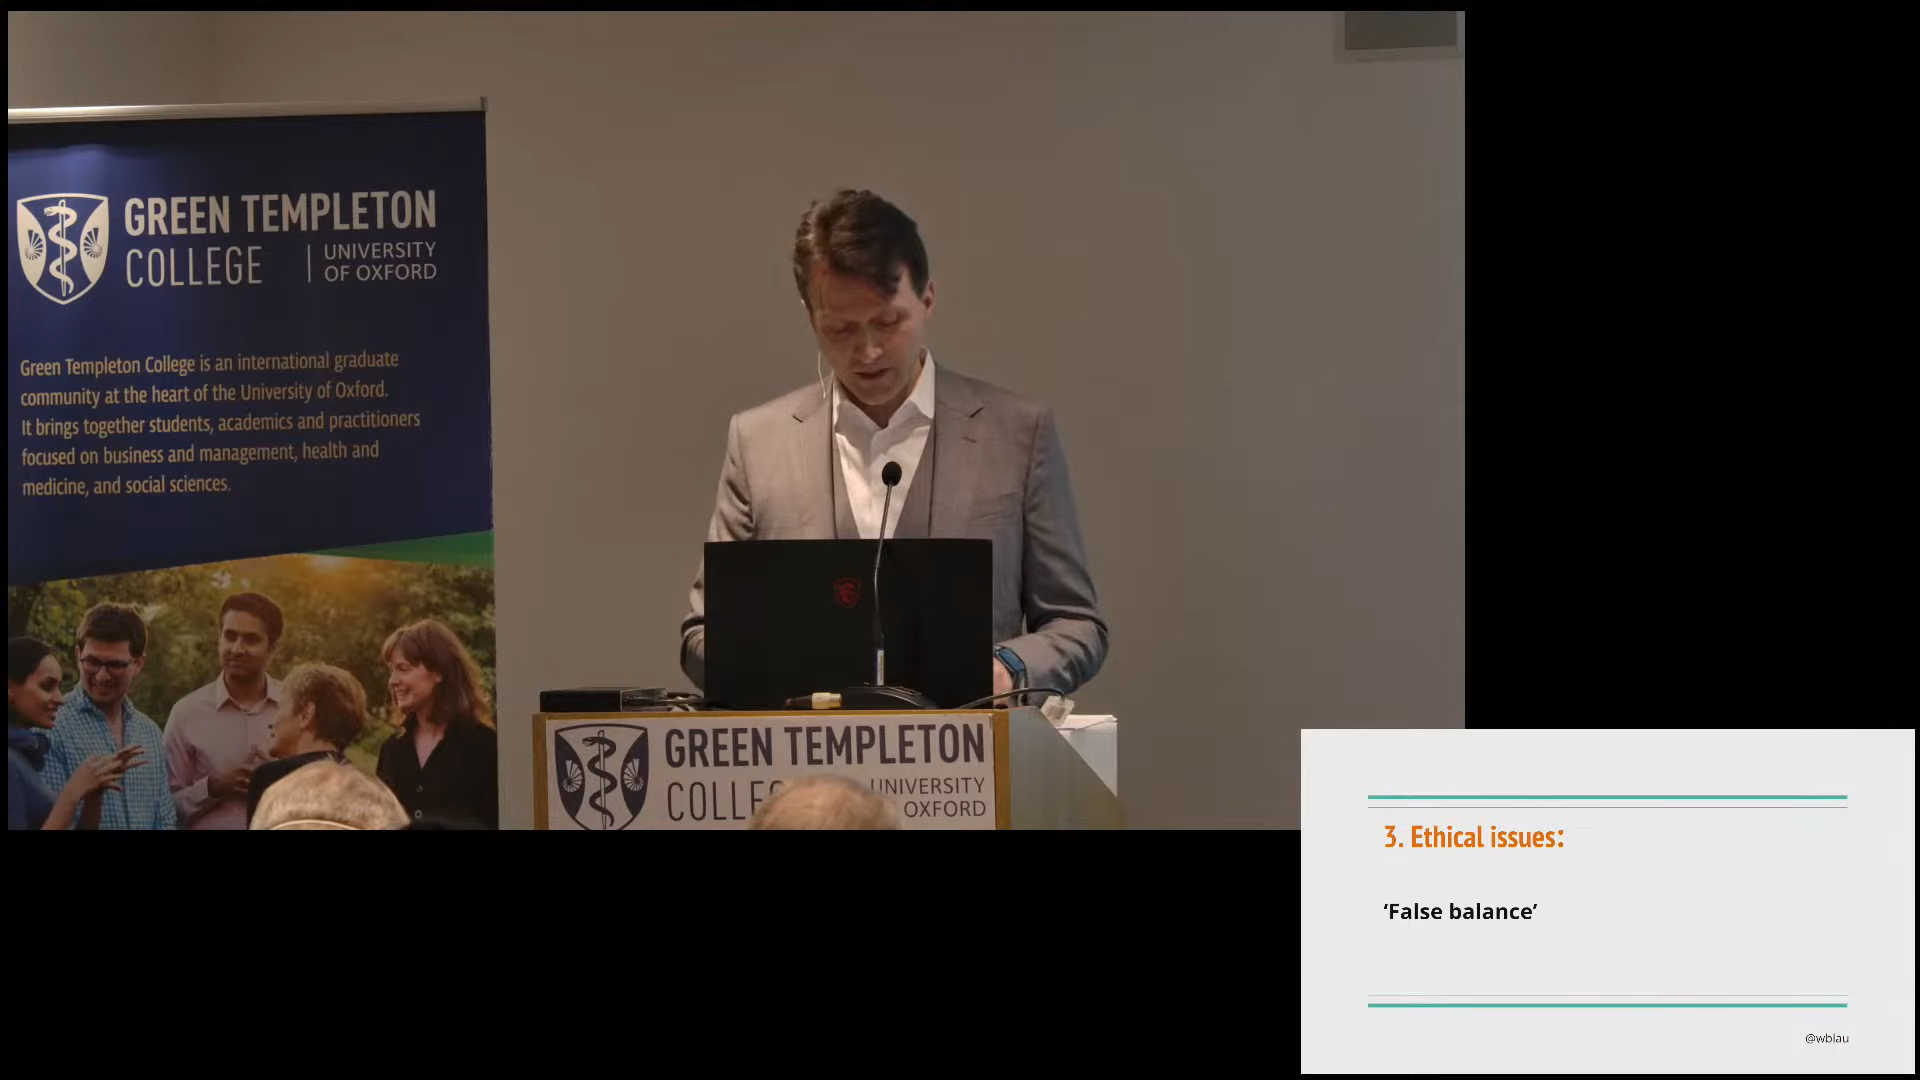 GREEN TEMPLETON
COLLEGE | UNIVERSITY
OF OXFORD
Green Templeton College is an international graduate
community at the heart of the University of Oxford.
It brings together students, academics and practitioners
focused on business and management, health and
medicine, and social sciences.
GREEN TEMPLETON
UNIVERSITY
OXFORD
3. Ethical issues:
‘False balance’
@wblau